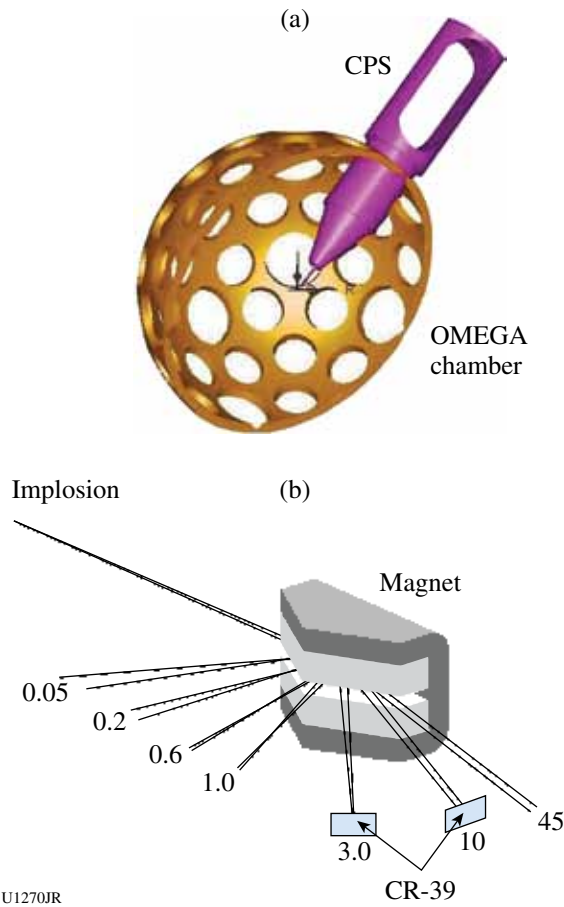 (a)
CPS
OMEGA
chamber
Implosion
(b)
Magnet
0.05
0.2
0.6
1.0
3.0
10
45
CR-39
U1270JR